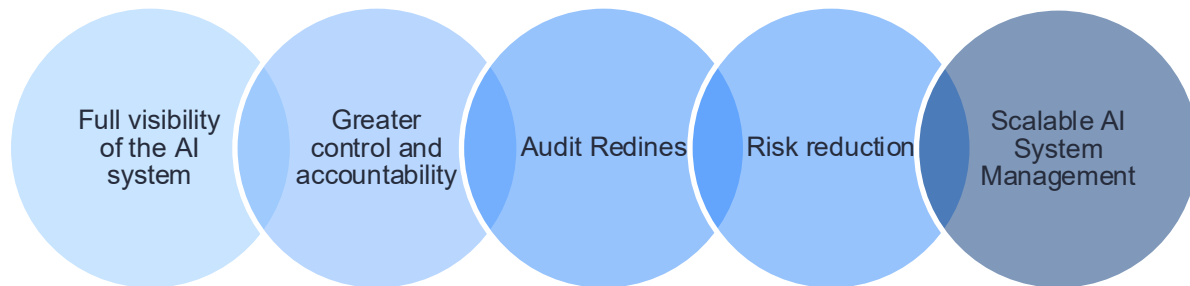 Full visibility
of the AI
system
Greater
control and
accountability
Audit Redines
Risk reduction
Scalable AI
System
Management